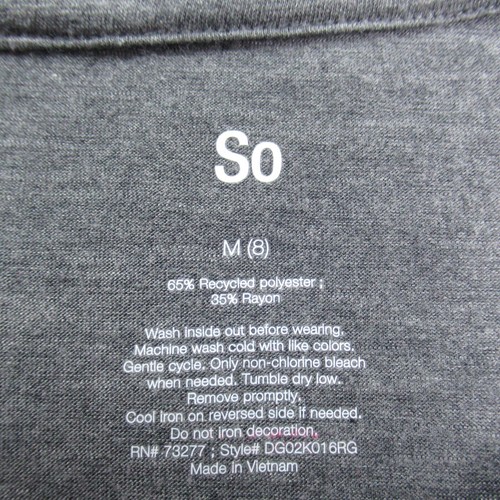 So
M (8)
65% Recycled polyester ;
35% Rayon
Wash inside out before wearing.
Machine wash cold with like colors.
Gentle cycle. Only non-chlorine bleach
when needed. Tumble dry low.
Remove promptly.
Cool iron on reversed side if needed.
Do not iron decoration.
RN# 73277 ; Style# DG02K016RG
Made in Vietnam